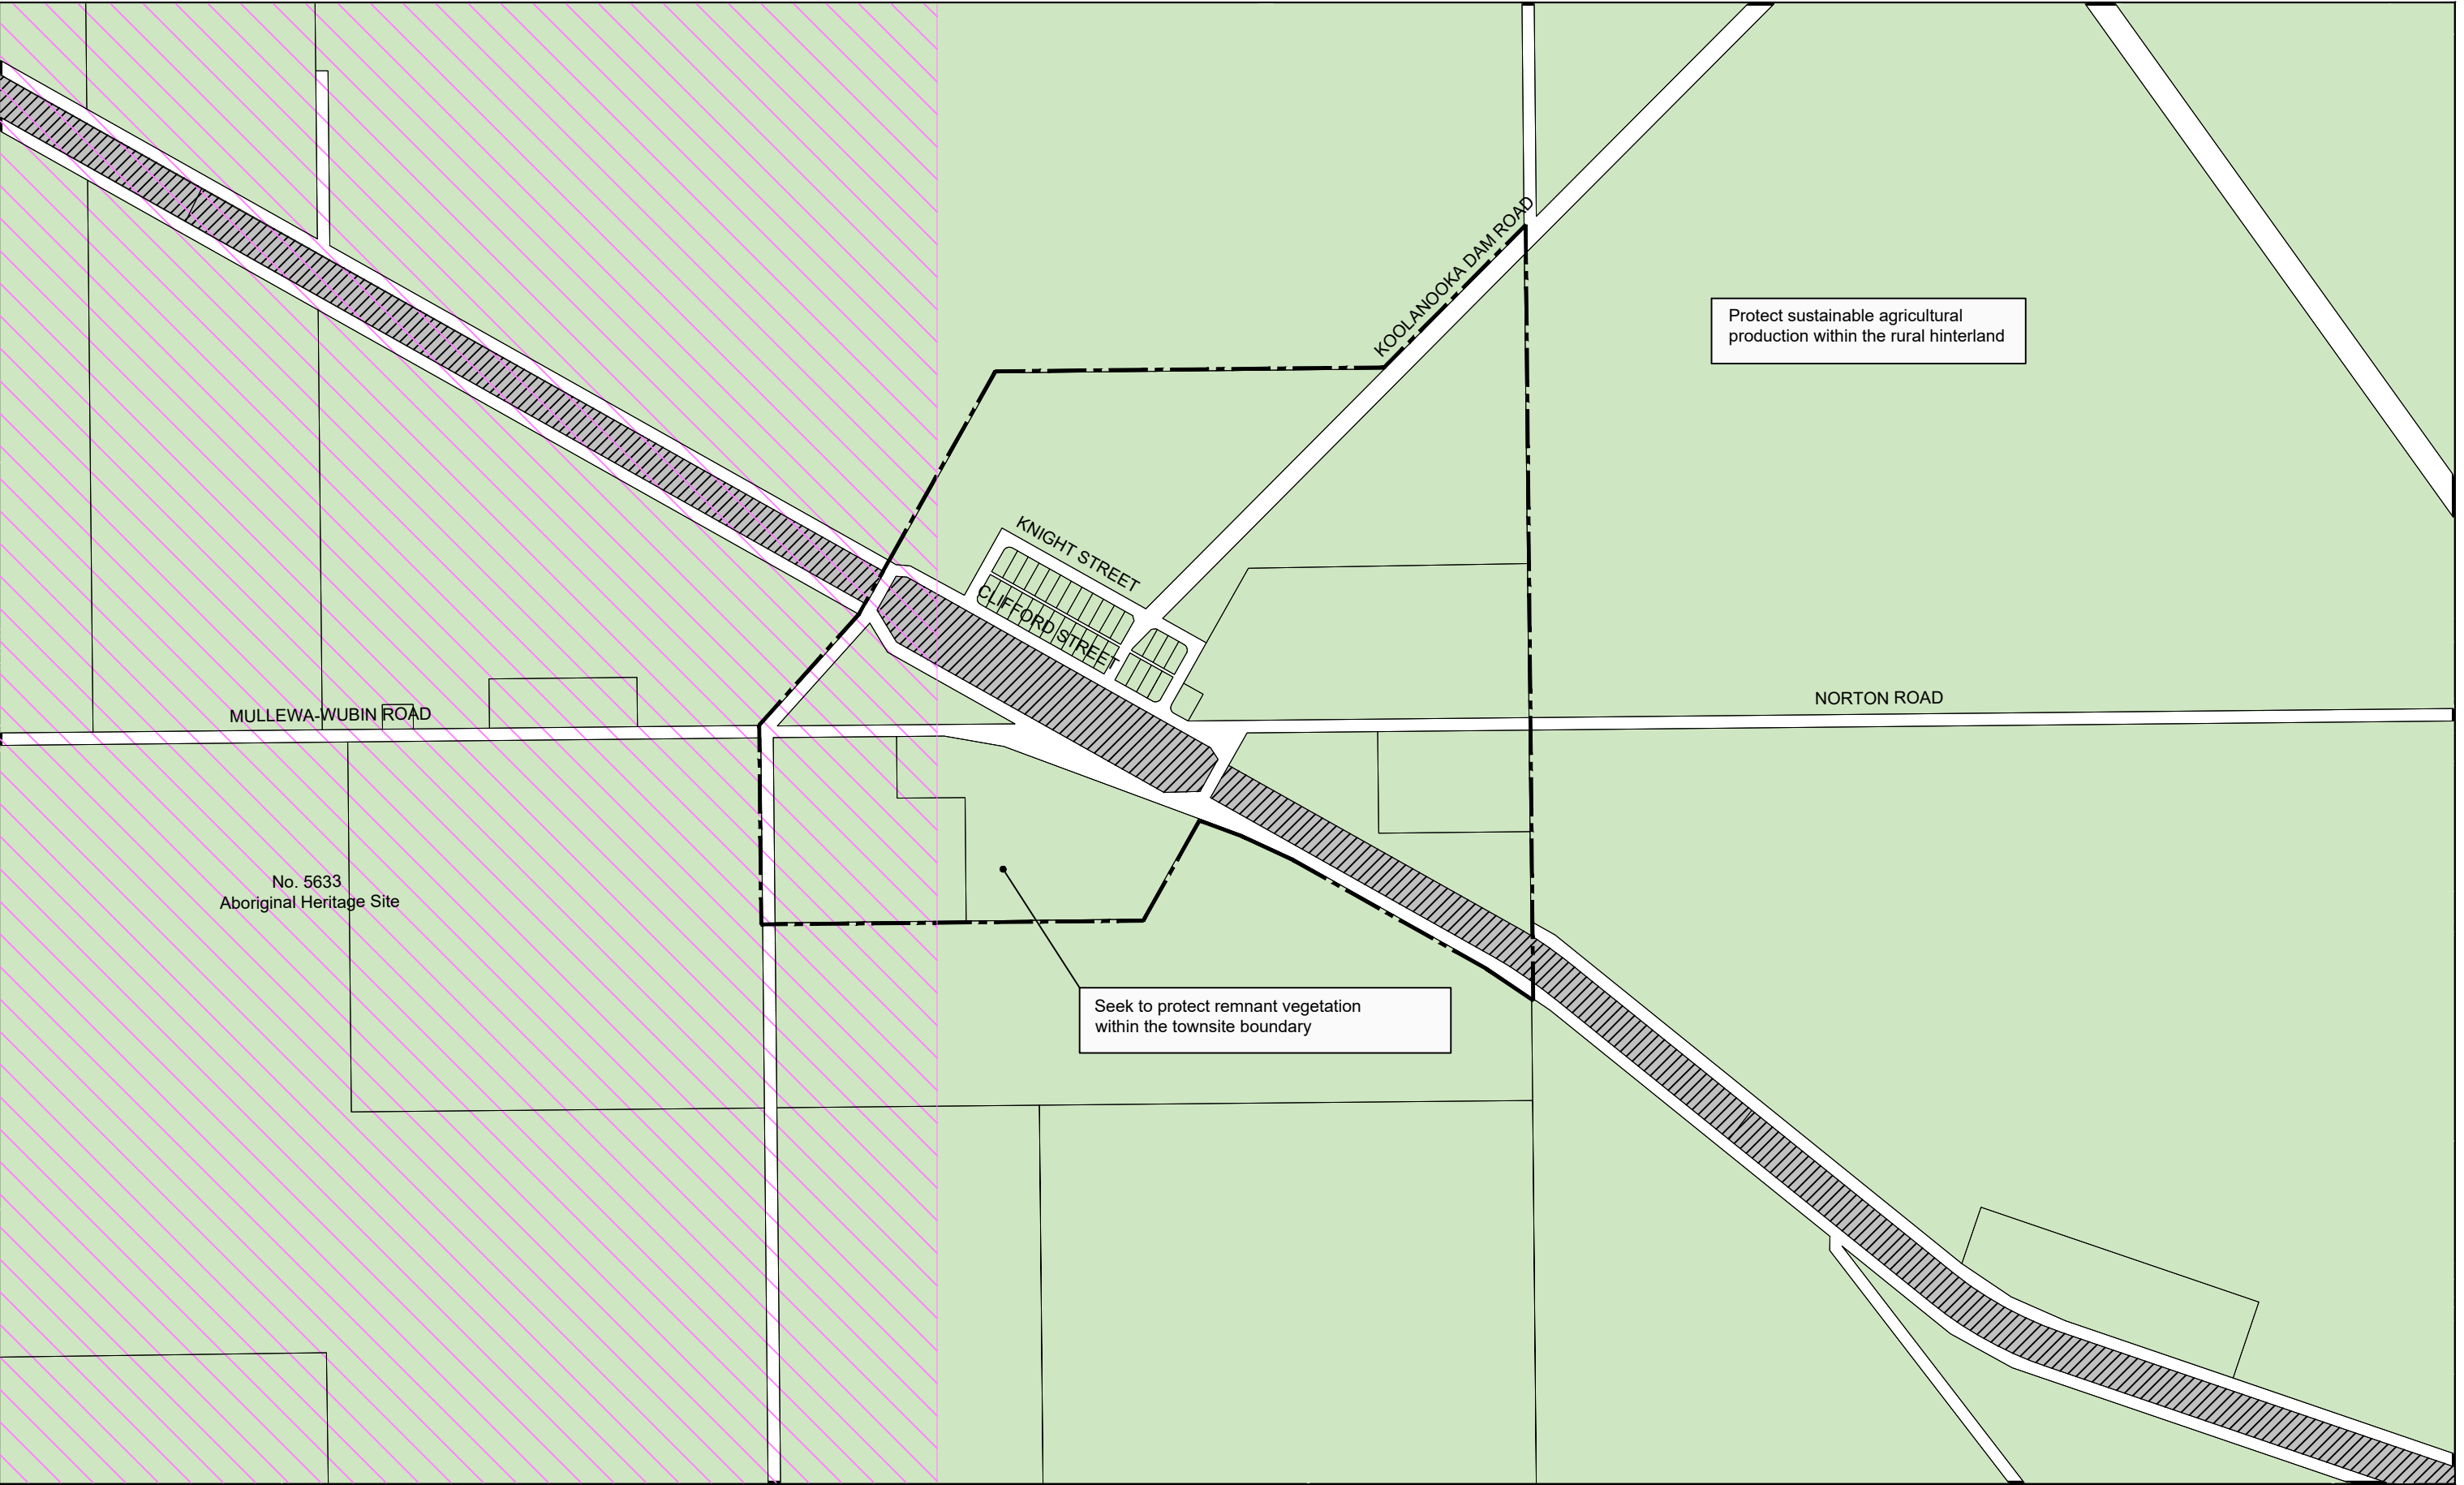 KOOLANOOKA DAM ROAD
Protect sustainable agricultural
production within the rural hinterland
KNIGHT STREET
CLIFFORD STREET
MULLEWA-WUBIN ROAD
NORTON ROAD
No. 5633
Aboriginal Heritage Site
Seek to protect remnant vegetation
within the townsite boundary